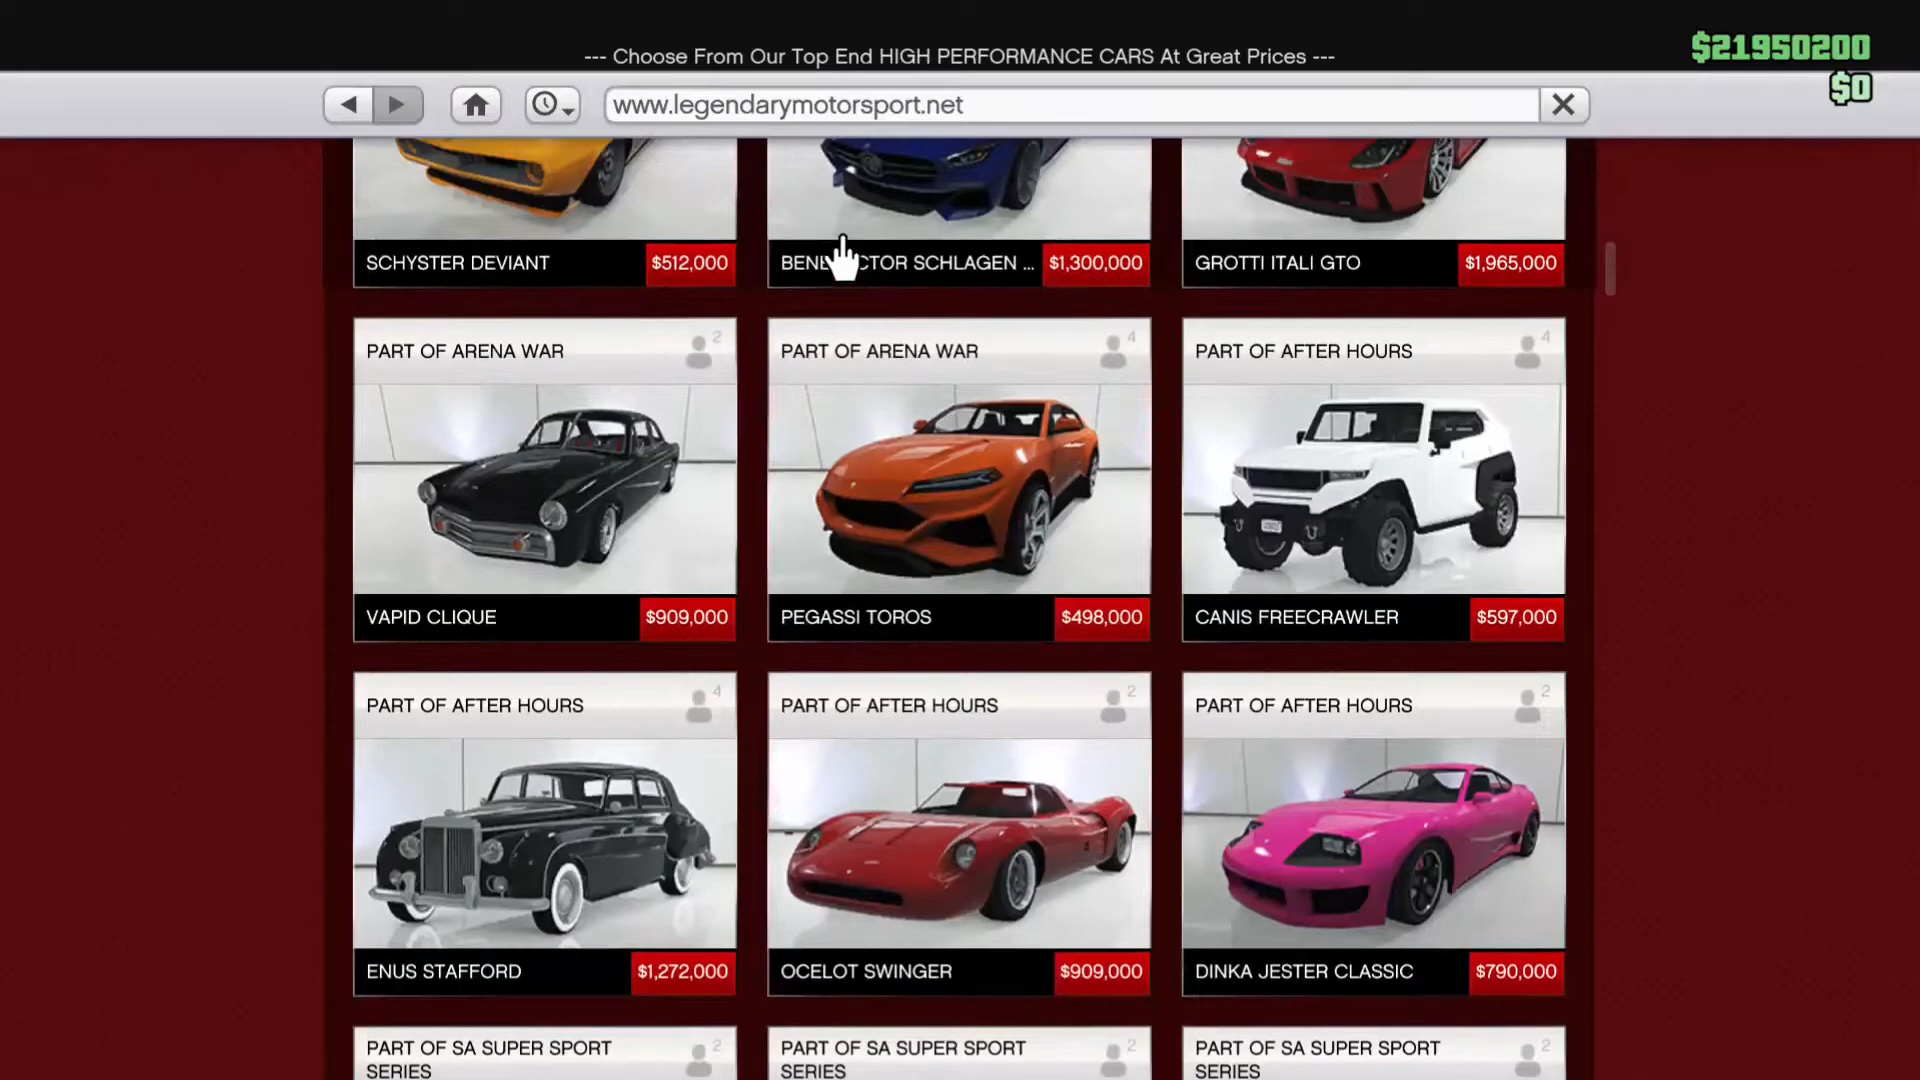 --- Choose From Our Top End HIGH PERFORMANCE CARS At Great Prices ---
$21950200
$0
www.legendarymotorsport.net
SCHYSTER DEVIANT $512,000
SCHLAGEN ... $1,300,000
GROTTI ITALI GTO $1,965,000
PART OF ARENA WAR 2
PART OF ARENA WAR 4
PART OF AFTER HOURS 4
VAPID CLIQUE $909,000
PEGASSI TOROS $498,000
CANIS FREECRAWLER $597,000
PART OF AFTER HOURS 4
PART OF AFTER HOURS 2
PART OF AFTER HOURS 2
ENUS STAFFORD $1,272,000
OCELOT SWINGER $909,000
DINKA JESTER CLASSIC $790,000
PART OF SA SUPER SPORT 2
SERIES
PART OF SA SUPER SPORT 2
SERIES
PART OF SA SUPER SPORT 2
SERIES